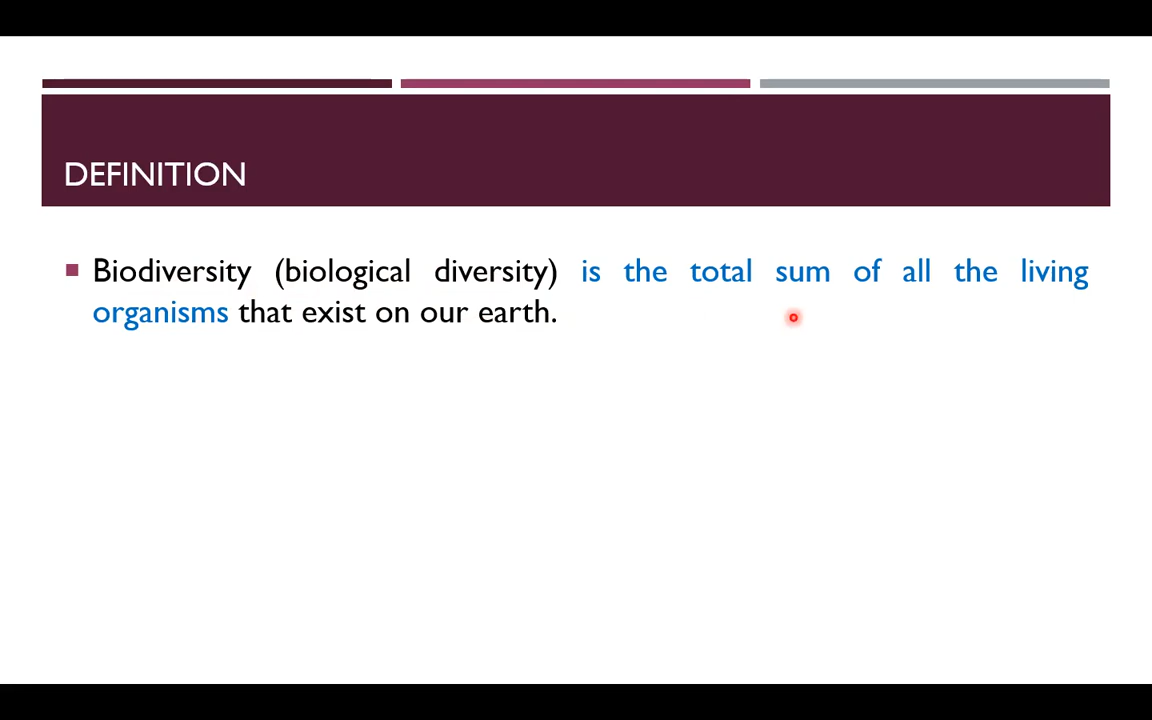 DEFINITION
Biodiversity (biological diversity) is the total sum of all the living
organisms that exist on our earth.